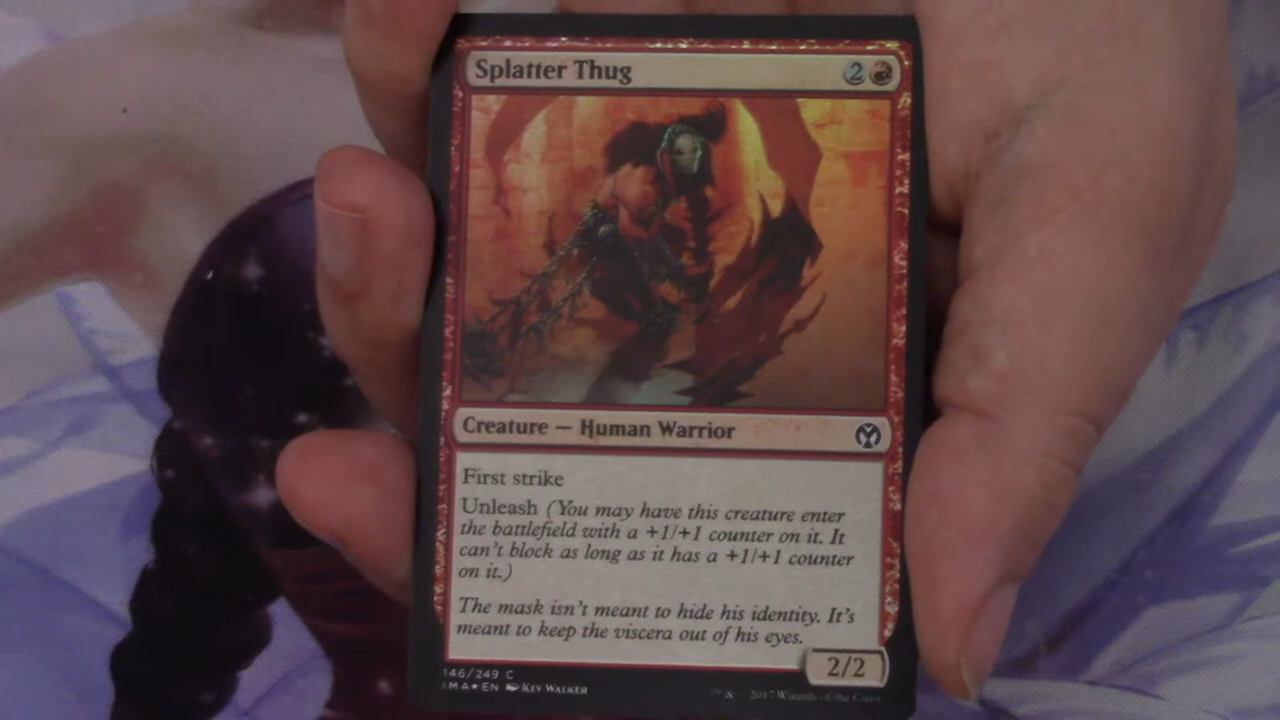 Splatter Thug 2
Creature — Human Warrior
First strike
Unleash (You may have this creature enter
the battlefield with a +1/+1 counter on it. It
can't block as long as it has a +1/+1 counter
on it.)
The mask isn't meant to hide his identity. It's
meant to keep the viscera out of his eyes.
2/2
146/249 C
IMA★EN Kev Walker
™ & © 2017 Wizards of the Coast